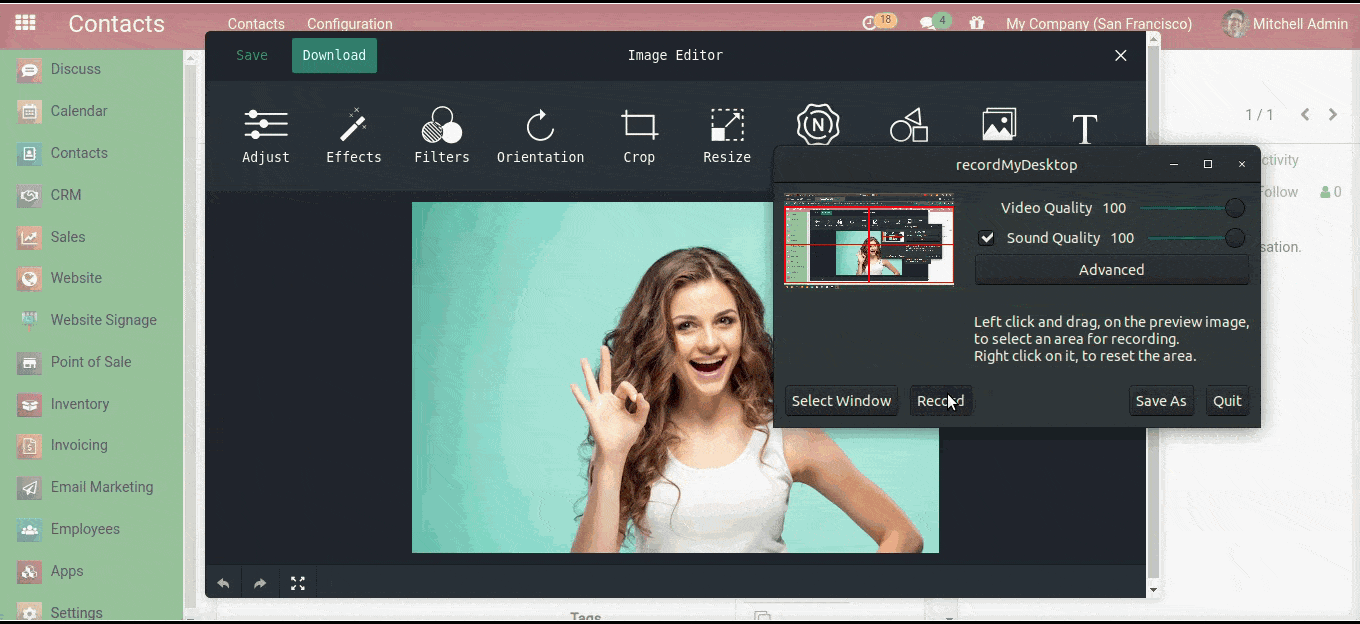 Contacts
Contacts
Configuration
18
4
My Company (San Francisco)
Mitchell Admin
Discuss
Calendar
Contacts
CRM
Sales
Website
Website Signage
Point of Sale
Inventory
Invoicing
Email Marketing
Employees
Apps
Settings
Save
Download
Image Editor
Adjust
Effects
Filters
Orientation
Crop
Resize
N
T
1 / 1
ctivity
ollow
0
sation.
recordMyDesktop
Video Quality 100
Sound Quality 100
Advanced
Left click and drag, on the preview image,
to select an area for recording.
Right click on it, to reset the area.
Select Window
Record
Save As
Quit
Tags